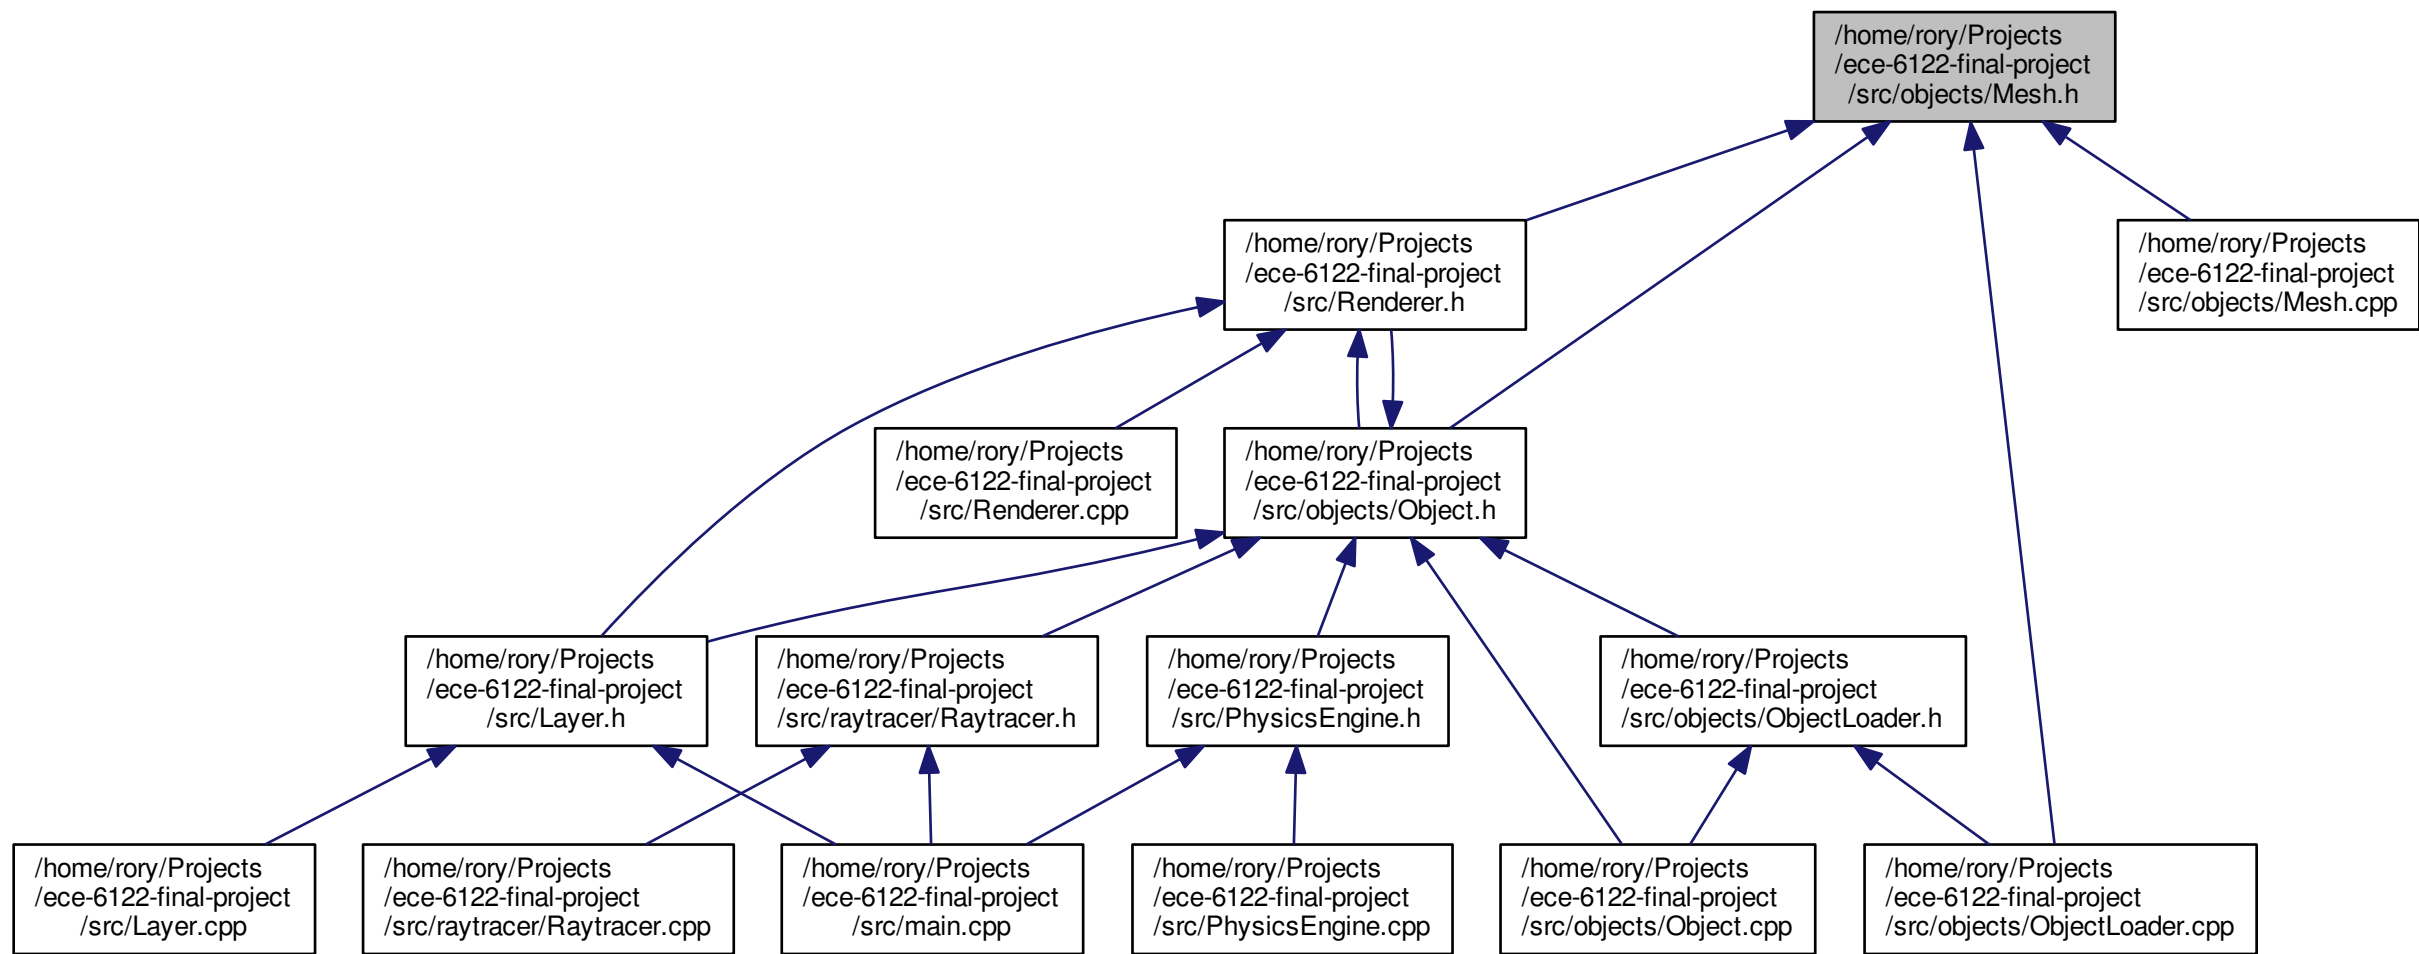 /home/rory/Projects
/ece-6122-final-project
/src/objects/Mesh.h
/home/rory/Projects
/ece-6122-final-project
/src/Renderer.h
/home/rory/Projects
/ece-6122-final-project
/src/objects/Mesh.cpp
/home/rory/Projects
/ece-6122-final-project
/src/Renderer.cpp
/home/rory/Projects
/ece-6122-final-project
/src/objects/Object.h
/home/rory/Projects
/ece-6122-final-project
/src/Layer.h
/home/rory/Projects
/ece-6122-final-project
/src/raytracer/Raytracer.h
/home/rory/Projects
/ece-6122-final-project
/src/PhysicsEngine.h
/home/rory/Projects
/ece-6122-final-project
/src/objects/ObjectLoader.h
/home/rory/Projects
/ece-6122-final-project
/src/Layer.cpp
/home/rory/Projects
/ece-6122-final-project
/src/raytracer/Raytracer.cpp
/home/rory/Projects
/ece-6122-final-project
/src/main.cpp
/home/rory/Projects
/ece-6122-final-project
/src/PhysicsEngine.cpp
/home/rory/Projects
/ece-6122-final-project
/src/objects/Object.cpp
/home/rory/Projects
/ece-6122-final-project
/src/objects/ObjectLoader.cpp